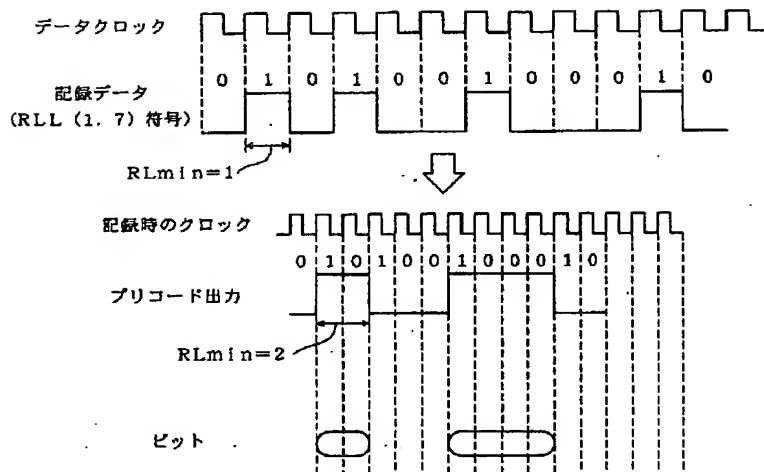 データクロック
0 1 0 1 0 0 1 0 0 0 1 0
記録データ
(RLL (1. 7) 符号)
RLmin=1
記録時のクロック
0 1 0 1 0 0 1 0 0 0 1 0
プリコード出力
RLmin=2
ピット